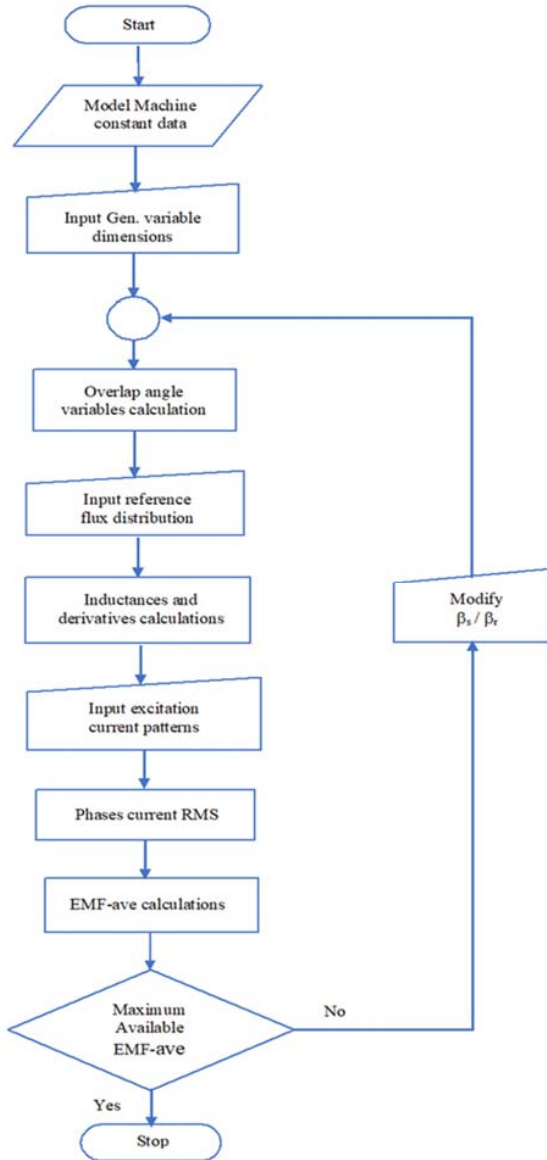 Start
Model Machine
constant data
Input Gen. variable
dimensions
Overlap angle
variables calculation
Input reference
flux distribution
Inductances and
derivatives calculations
Modify
βs / βr
Input excitation
current patterns
Phases current RMS
EMF-ave calculations
Maximum
Available
EMF-ave
No
Yes
Stop